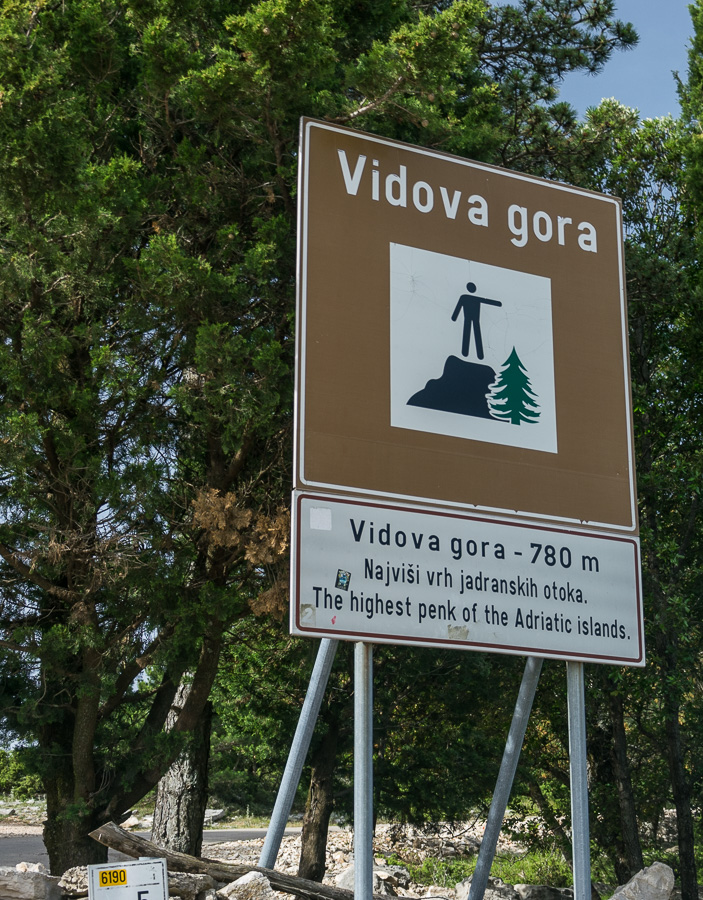 Vidova gora
Vidova gora - 780 m
Najviši vrh jadranskih otoka.
The highest penk of the Adriatic islands.
6190